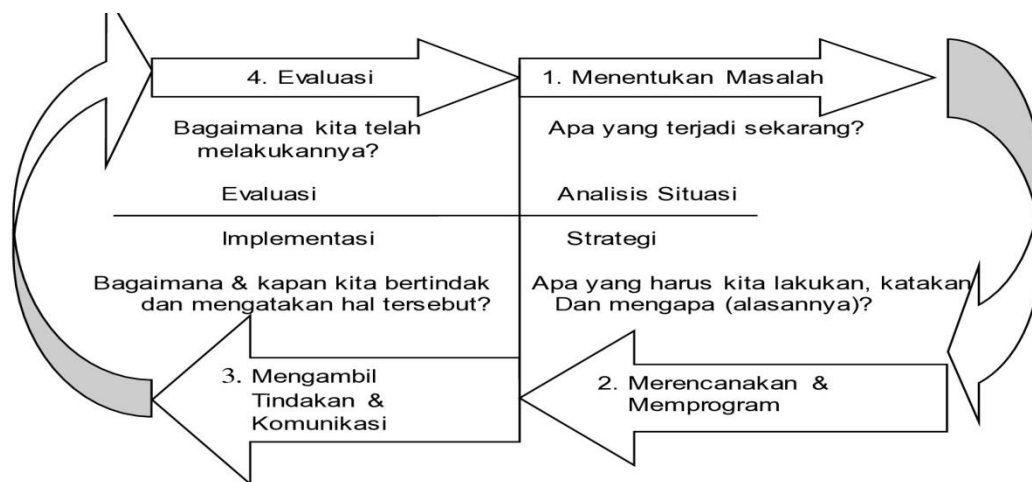 4. Evaluasi
1. Menentukan Masalah
Bagaimana kita telah
melakukannya?
Apa yang terjadi sekarang?
Evaluasi
Analisis Situasi
Implementasi
Strategi
Bagaimana & kapan kita bertindak
dan mengatakan hal tersebut?
Apa yang harus kita lakukan, katakan
Dan mengapa (alasannya)?
3. Mengambil
Tindakan &
Komunikasi
2. Merencanakan &
Memprogram